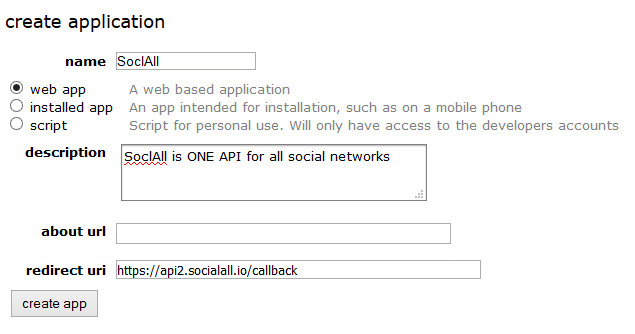 create application
name SoclAll
web app A web based application
installed app An app intended for installation, such as on a mobile phone
script Script for personal use. Will only have access to the developers accounts
description SoclAll is ONE API for all social networks
about url
redirect uri https://api2.socialall.io/callback
create app